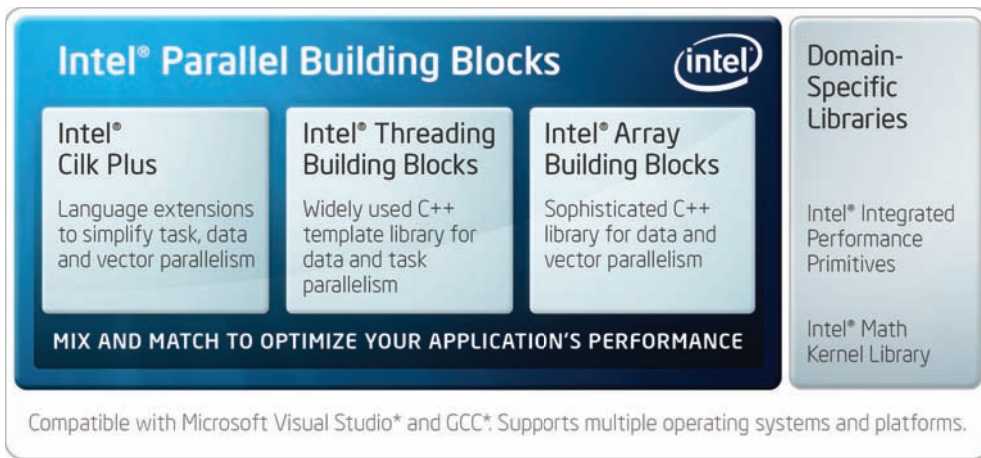 Intel® Parallel Building Blocks
intel
Intel®
Cilk Plus
Language extensions
to simplify task, data
and vector parallelism
Intel® Threading
Building Blocks
Widely used C++
template library for
data and task
parallelism
Intel® Array
Building Blocks
Sophisticated C++
library for data and
vector parallelism
MIX AND MATCH TO OPTIMIZE YOUR APPLICATION'S PERFORMANCE
Domain-
Specific
Libraries
Intel® Integrated
Performance
Primitives
Intel® Math
Kernel Library
Compatible with Microsoft Visual Studio* and GCC*. Supports multiple operating systems and platforms.